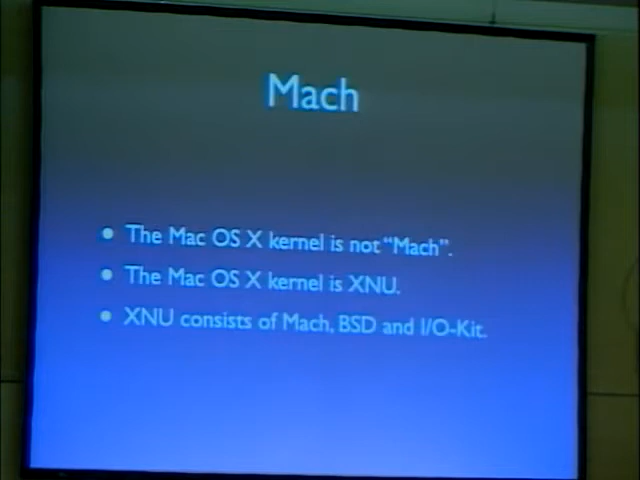 Mach
• The Mac OS X kernel is not “Mach”.
• The Mac OS X kernel is XNU.
• XNU consists of Mach, BSD and I/O-Kit.